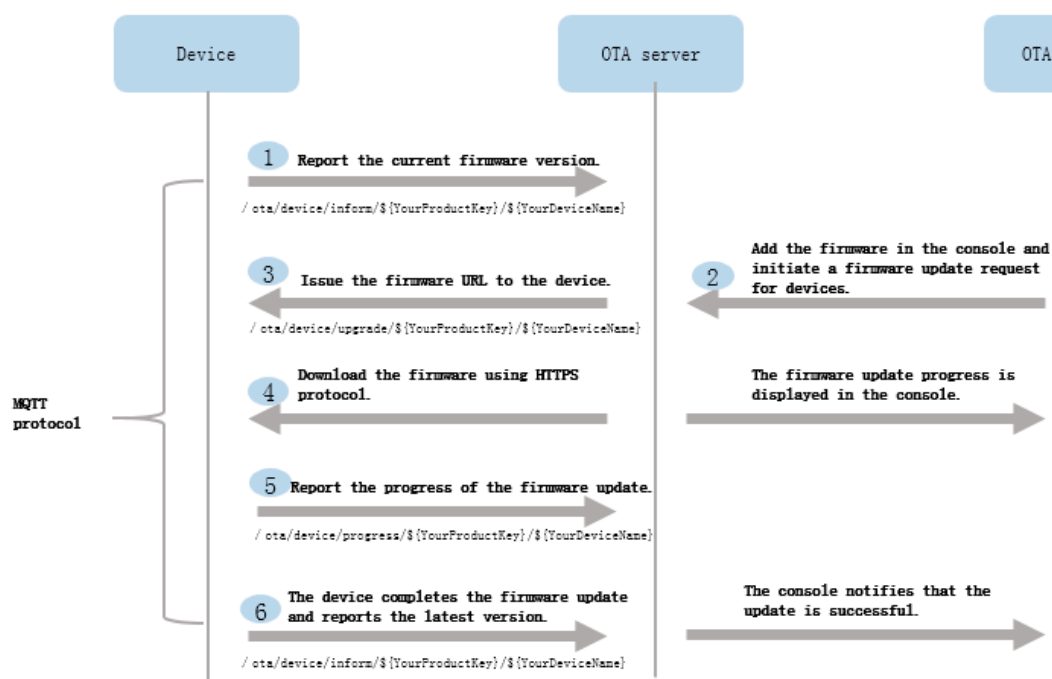 Device
OTA server
OTA
1
Report the current firmware version.
/ota/device/inform/${YourProductKey}/${YourDeviceName}
Add the firmware in the console and
initiate a firmware update request
for devices.
2
3
Issue the firmware URL to the device.
/ota/device/upgrade/${YourProductKey}/${YourDeviceName}
4
Download the firmware using HTTPS
protocol.
The firmware update progress is
displayed in the console.
MQTT
protocol
5
Report the progress of the firmware update.
/ota/device/progress/${YourProductKey}/${YourDeviceName}
6
The device completes the firmware update
and reports the latest version.
The console notifies that the
update is successful.
/ota/device/inform/${YourProductKey}/${YourDeviceName}